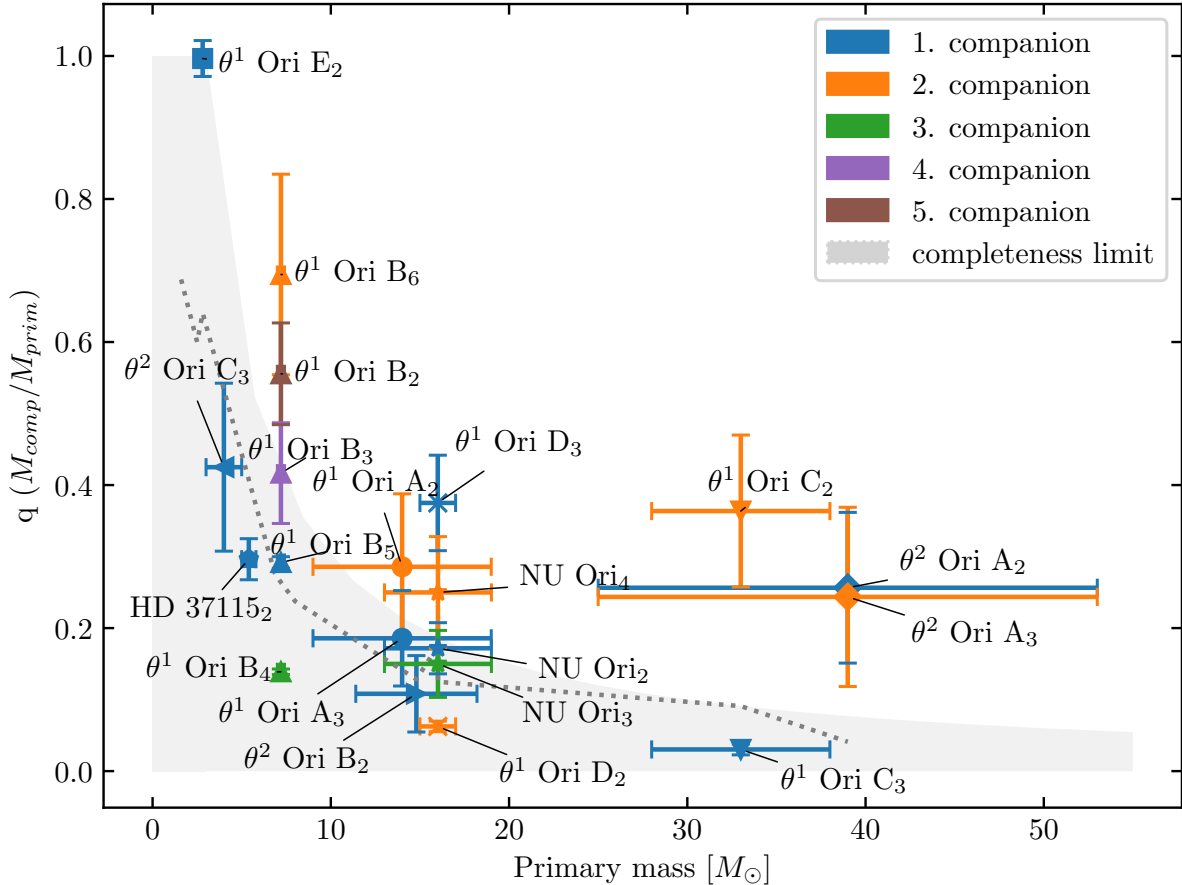 1.0
0.8
0.6
0.4
0.2
0.0
q (M_comp/M_prim)
0
10
20
30
40
50
Primary mass [M_⊙]
1. companion
2. companion
3. companion
4. companion
5. companion
completeness limit
θ¹ Ori E₂
θ¹ Ori B₆
θ² Ori C₃
θ¹ Ori B₂
θ¹ Ori B₃
θ¹ Ori D₃
θ¹ Ori A₂
θ¹ Ori C₂
θ¹ Ori B₅
θ² Ori A₂
NU Ori₄
HD 37115₂
θ² Ori A₃
θ¹ Ori B₄
NU Ori₂
θ¹ Ori A₃
NU Ori₃
θ² Ori B₂
θ¹ Ori D₂
θ¹ Ori C₃